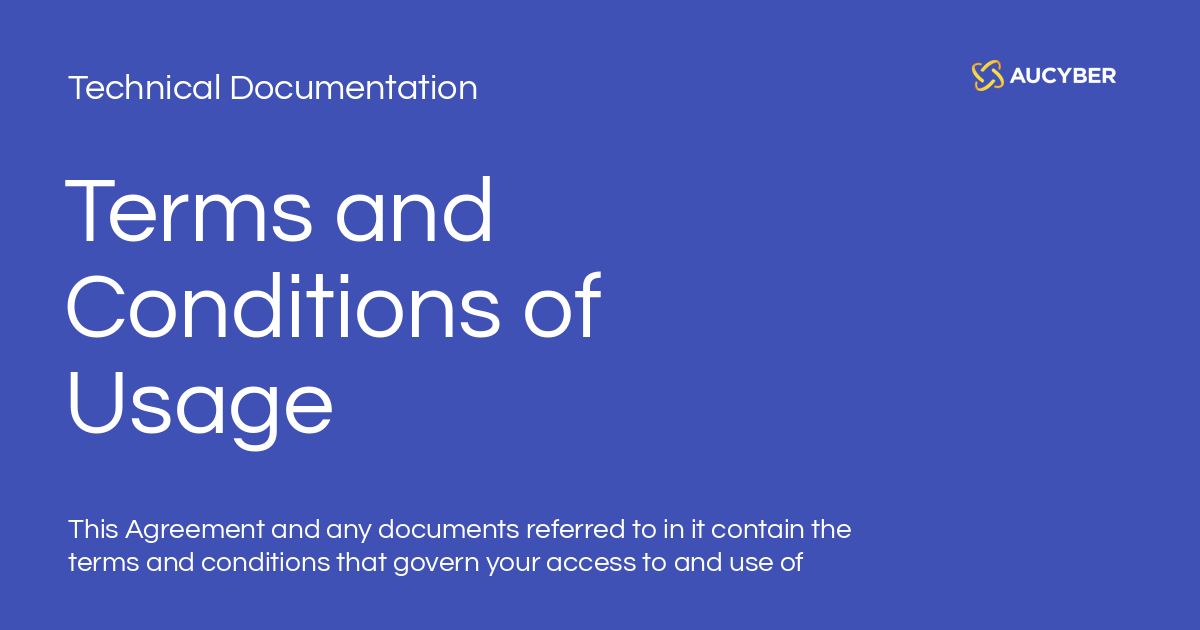 Technical Documentation
AUCYBER
Terms and
Conditions of
Usage
This Agreement and any documents referred to in it contain the
terms and conditions that govern your access to and use of